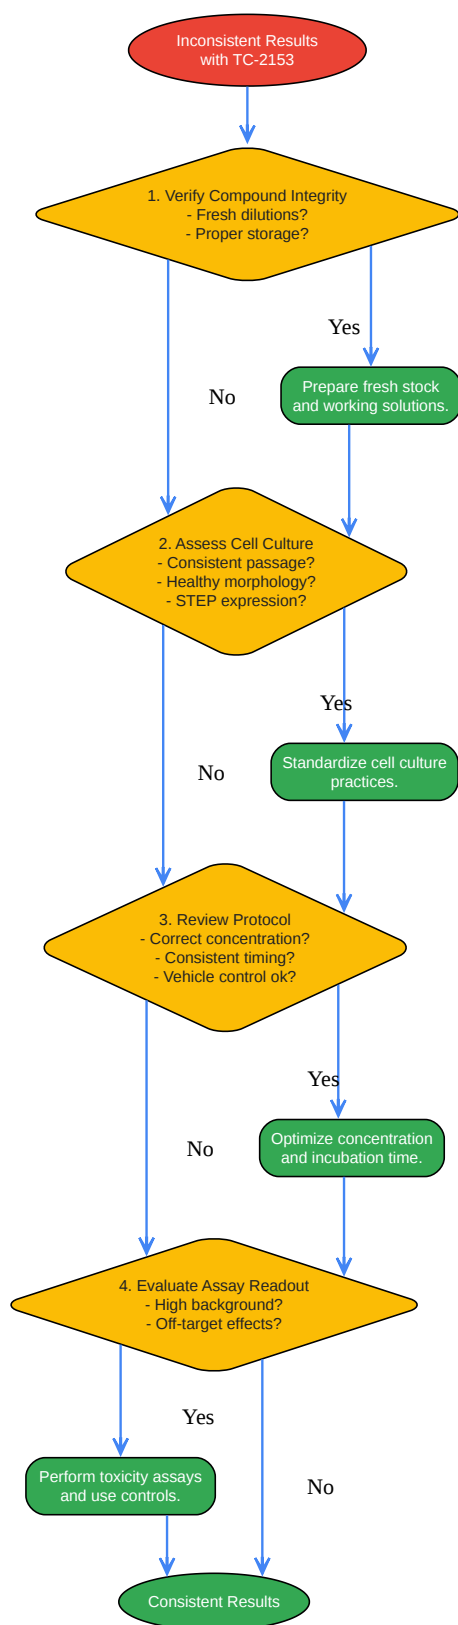 Inconsistent Results
with TC-2153
1. Verify Compound Integrity
- Fresh dilutions?
- Proper storage?
Yes
No
Prepare fresh stock
and working solutions.
2. Assess Cell Culture
- Consistent passage?
- Healthy morphology?
- STEP expression?
Yes
No
Standardize cell culture
practices.
3. Review Protocol
- Correct concentration?
- Consistent timing?
- Vehicle control ok?
Yes
No
Optimize concentration
and incubation time.
4. Evaluate Assay Readout
- High background?
- Off-target effects?
Yes
No
Perform toxicity assays
and use controls.
Consistent Results